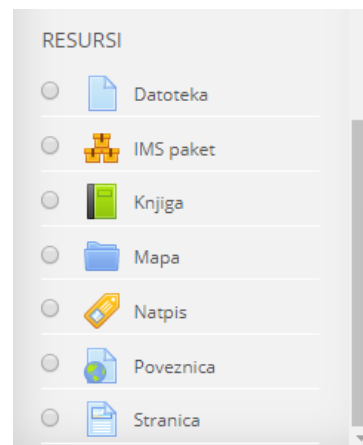 RESURSI
Datoteka
IMS paket
Knjiga
Mapa
Natpis
Poveznica
Stranica